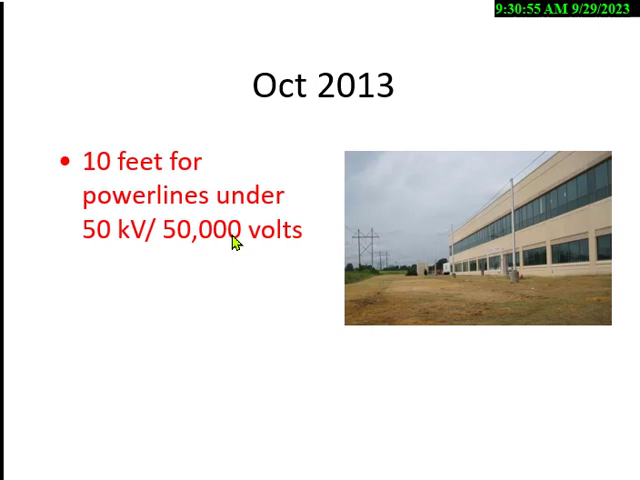 9:30:55 AM 9/29/2023
Oct 2013
• 10 feet for
powerlines under
50 kV/ 50,000 volts